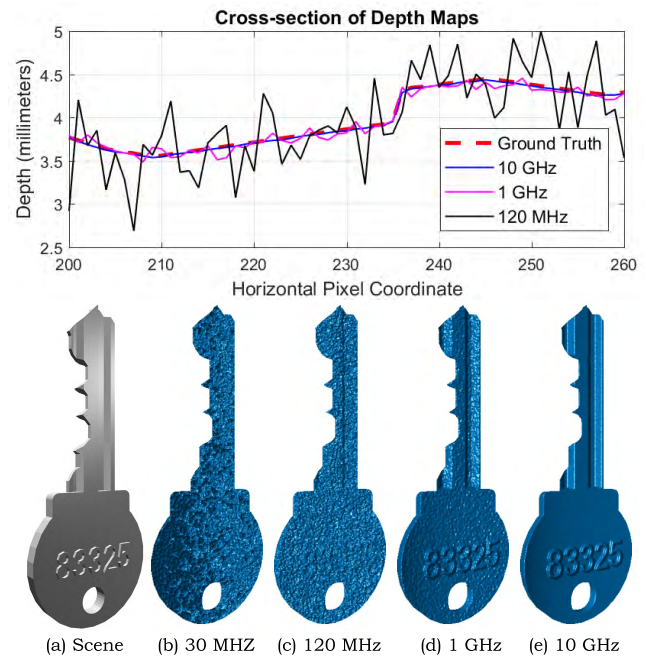 Cross-section of Depth Maps
Depth (millimeters)
5
4.5
4
3.5
3
2.5
200
210
220
230
240
250
260
Horizontal Pixel Coordinate
Ground Truth
10 GHz
1 GHz
120 MHz
83325
83325
83325
(a) Scene
(b) 30 MHZ
(c) 120 MHz
(d) 1 GHz
(e) 10 GHz